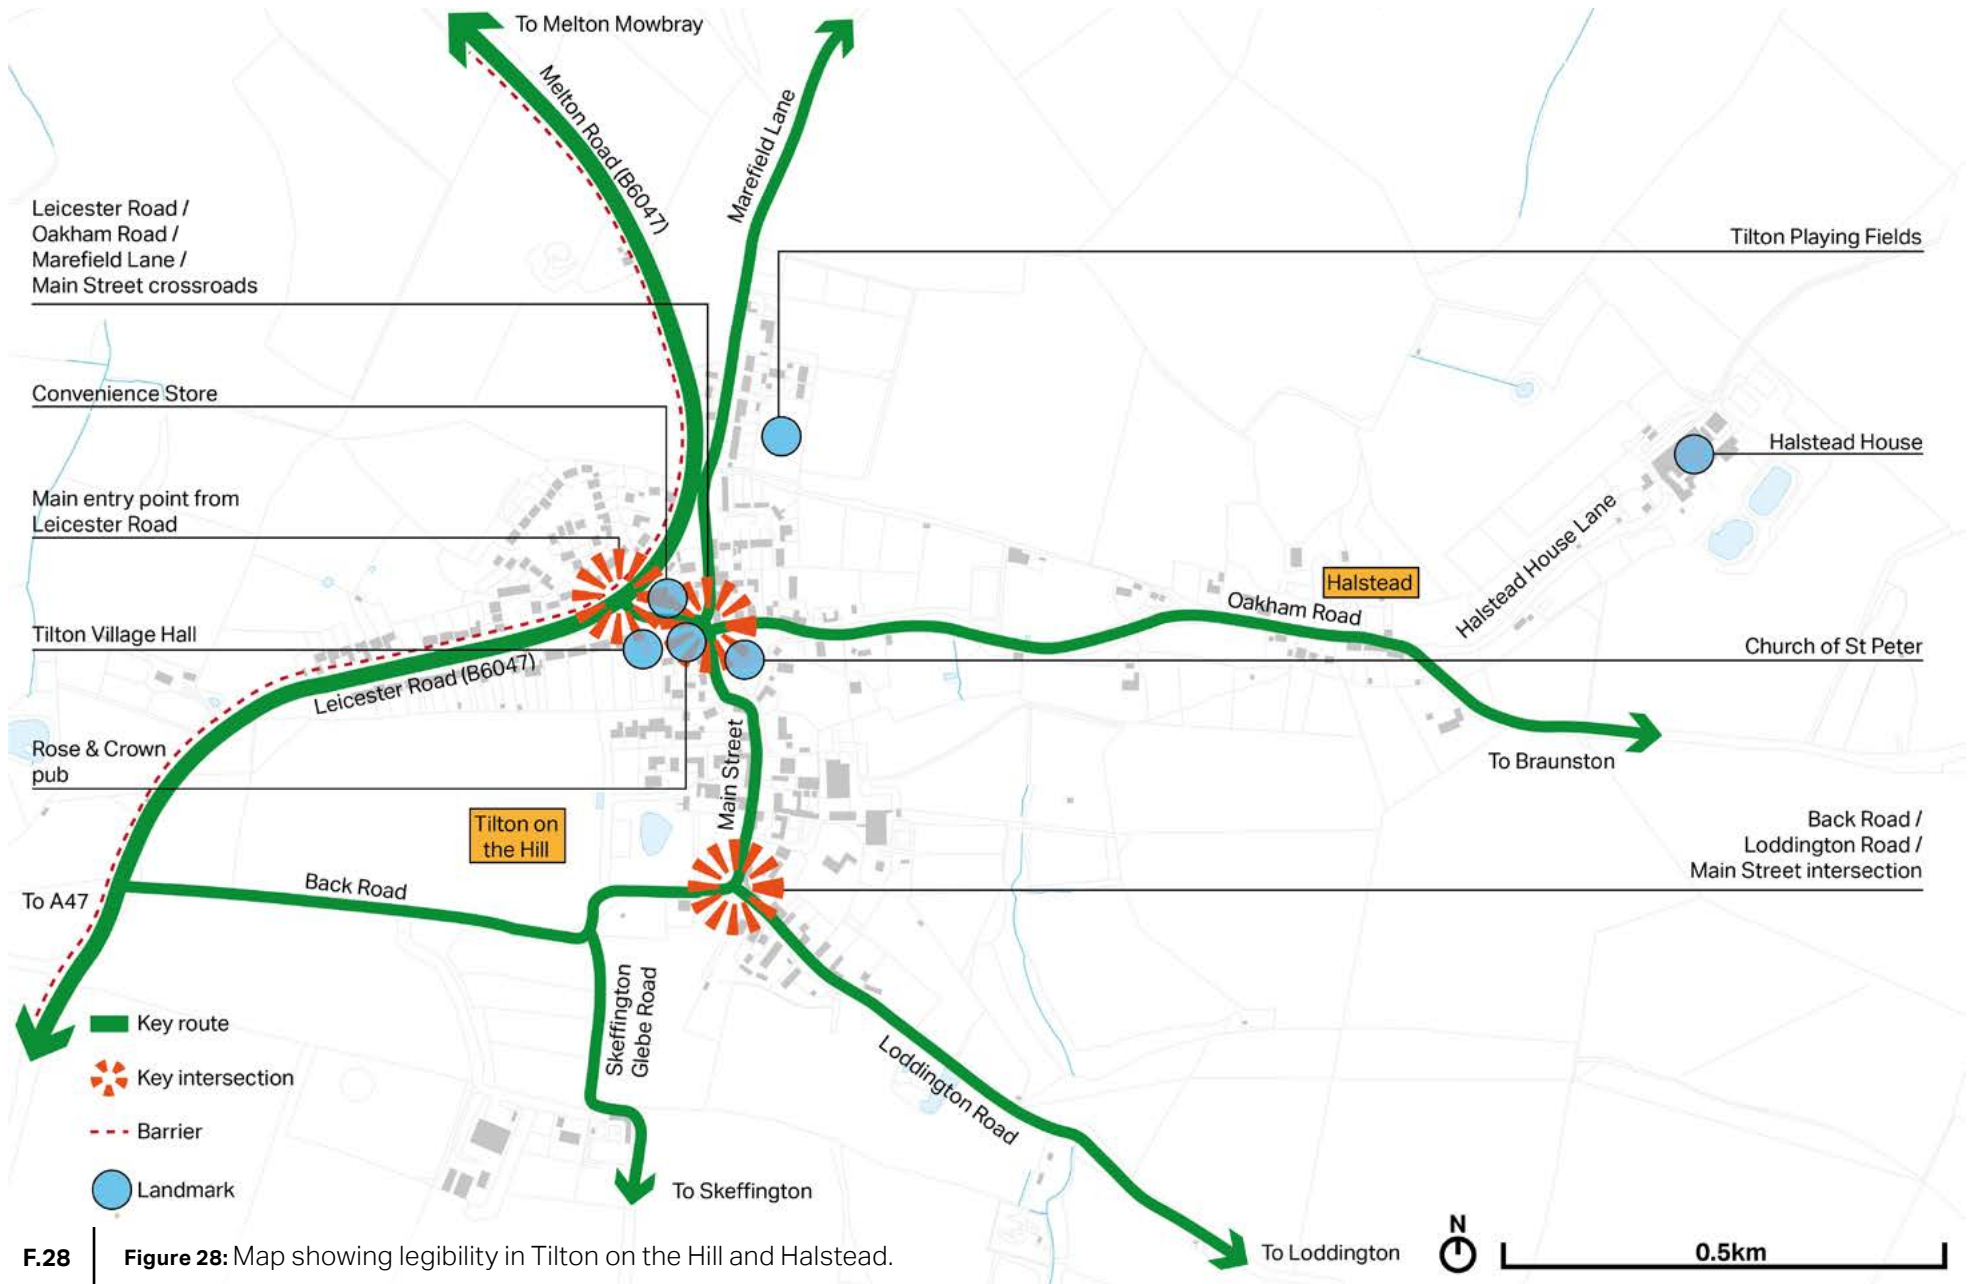 To Melton Mowbray
Melton Road (B6047)
Marefield Lane
Leicester Road /
Oakham Road /
Marefield Lane /
Main Street crossroads
Tilton Playing Fields
Convenience Store
Halstead House
Main entry point from
Leicester Road
Halstead House Lane
Halstead
Oakham Road
Tilton Village Hall
Church of St Peter
Leicester Road (B6047)
Rose & Crown
pub
Main Street
To Braunston
Tilton on
the Hill
Back Road /
Loddington Road /
Main Street intersection
Back Road
To A47
Skeffington
Glebe Road
Loddington Road
Key route
Key intersection
Barrier
Landmark
To Skeffington
To Loddington
N
0.5km
F.28
Figure 28: Map showing legibility in Tilton on the Hill and Halstead.